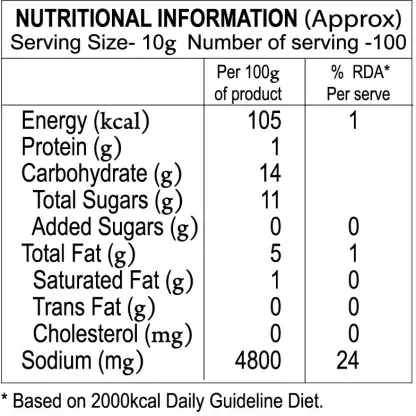 NUTRITIONAL INFORMATION (Approx)
Serving Size- 10g Number of serving -100
Per 100g % RDA*
of product Per serve
Energy (kcal) 105 1
Protein (g) 1
Carbohydrate (g) 14
Total Sugars (g) 11
Added Sugars (g) 0 0
Total Fat (g) 5 1
Saturated Fat (g) 1 0
Trans Fat (g) 0 0
Cholesterol (mg) 0 0
Sodium (mg) 4800 24
* Based on 2000kcal Daily Guideline Diet.